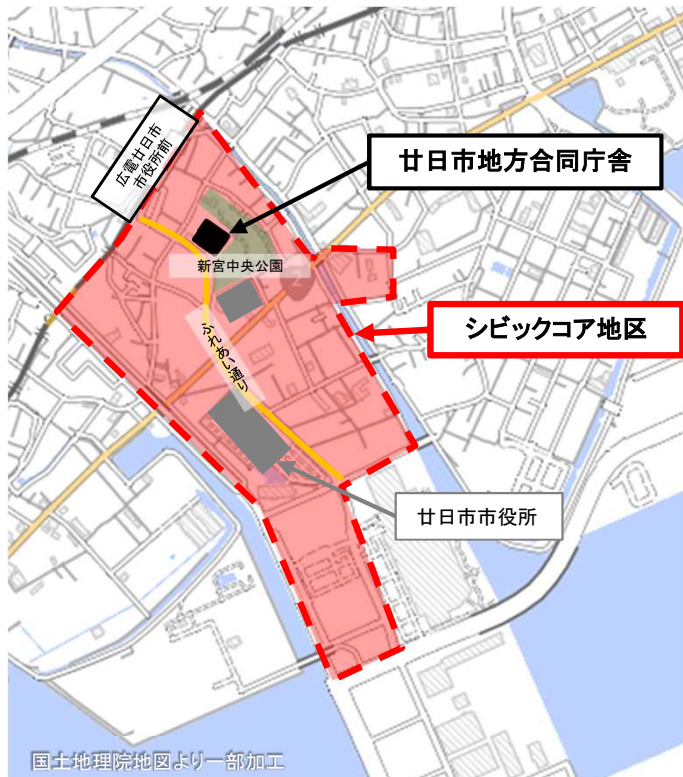 広電廿日市
市役所前
廿日市地方合同庁舎
新宮中央公園
シビックコア地区
ふれあい通り
廿日市市役所
国土地理院地図より一部加工